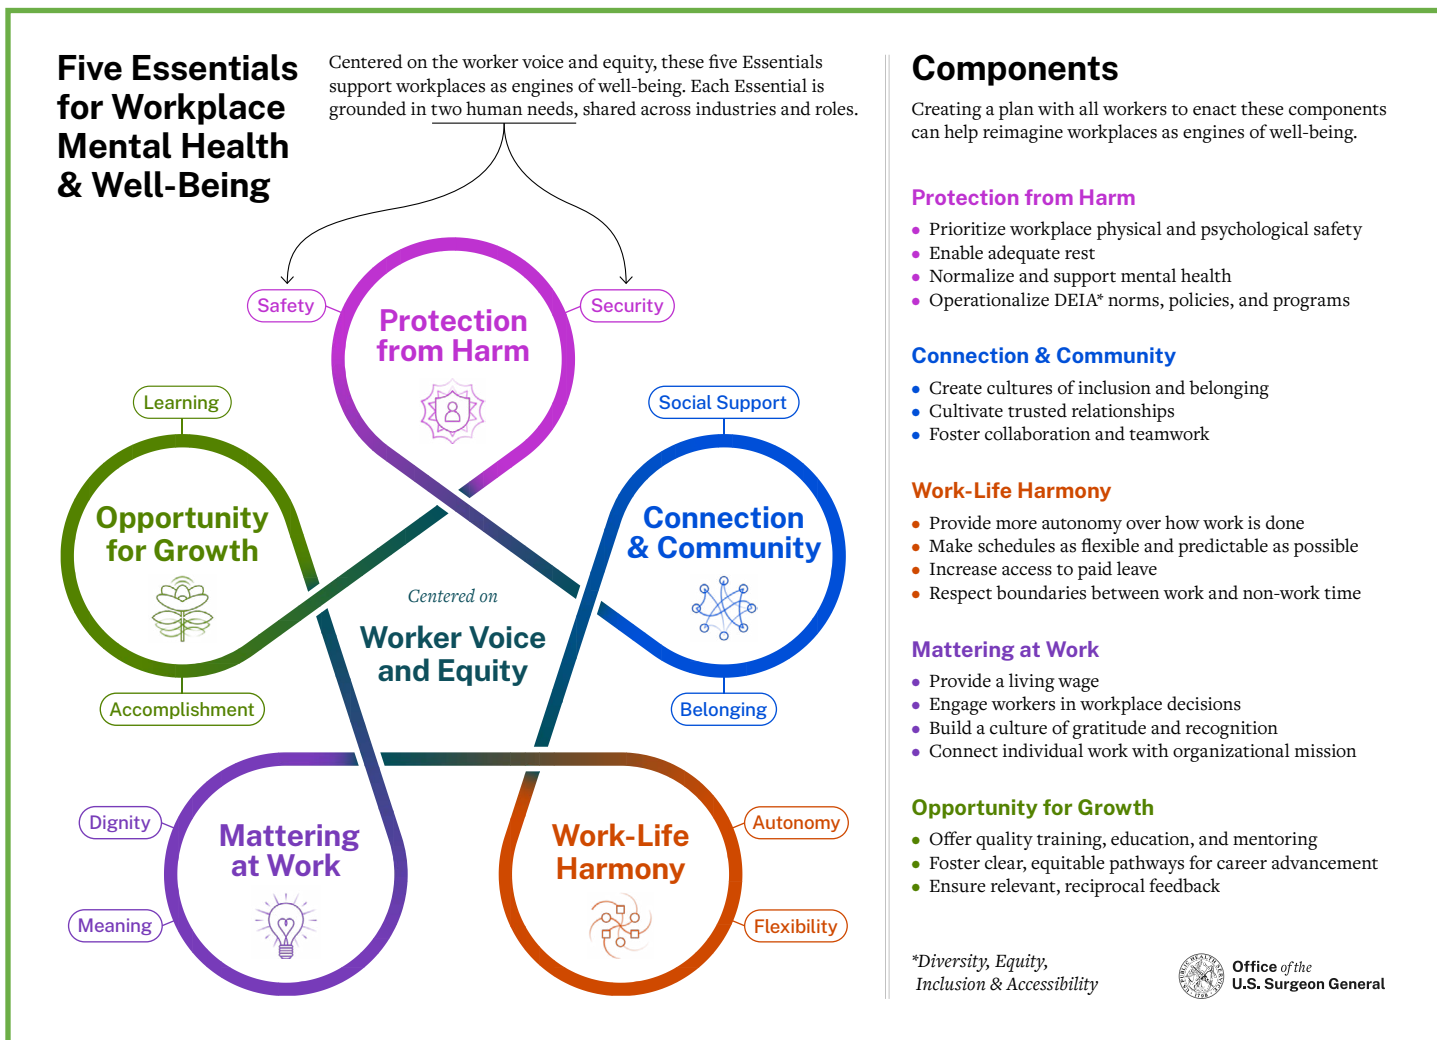 Five Essentials
for Workplace
Mental Health
& Well-Being
Centered on the worker voice and equity, these five Essentials
support workplaces as engines of well-being. Each Essential is
grounded in two human needs, shared across industries and roles.
Safety
Security
Protection
from Harm
Learning
Opportunity
for Growth
Accomplishment
Social Support
Connection
& Community
Belonging
Centered on
Worker Voice
and Equity
Dignity
Meaning
Mattering
at Work
Work-Life
Harmony
Autonomy
Flexibility
Components
Creating a plan with all workers to enact these components
can help reimagine workplaces as engines of well-being.
Protection from Harm
• Prioritize workplace physical and psychological safety
• Enable adequate rest
• Normalize and support mental health
• Operationalize DEIA* norms, policies, and programs
Connection & Community
• Create cultures of inclusion and belonging
• Cultivate trusted relationships
• Foster collaboration and teamwork
Work-Life Harmony
• Provide more autonomy over how work is done
• Make schedules as flexible and predictable as possible
• Increase access to paid leave
• Respect boundaries between work and non-work time
Mattering at Work
• Provide a living wage
• Engage workers in workplace decisions
• Build a culture of gratitude and recognition
• Connect individual work with organizational mission
Opportunity for Growth
• Offer quality training, education, and mentoring
• Foster clear, equitable pathways for career advancement
• Ensure relevant, reciprocal feedback
*Diversity, Equity,
Inclusion & Accessibility
Office of the
U.S. Surgeon General